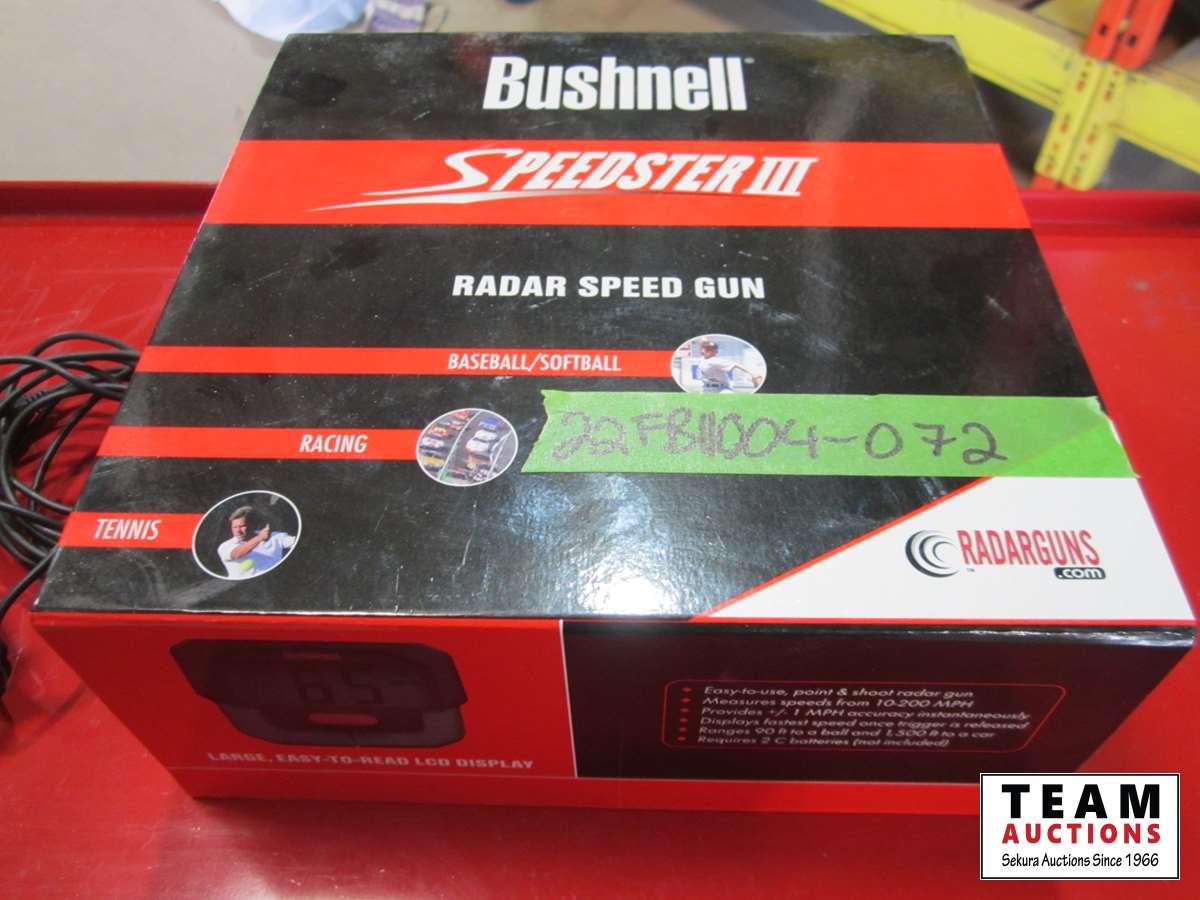 Bushnell®
SPEEDSTER III
RADAR SPEED GUN
BASEBALL/SOFTBALL
22FB11004-072
RACING
TENNIS
RADARGUNS
.COM
65
LARGE, EASY-TO-READ LCD DISPLAY
Easy-to-use, point & shoot radar gun
Measures speeds from 10-200 MPH
Provides +/- 1 MPH accuracy instantaneously
Displays fastest speed once trigger is released
Ranges 90 ft to a ball and 1,500 ft to a car
Requires 2 C batteries (not included)
TEAM
AUCTIONS
Sekura Auctions Since 1966